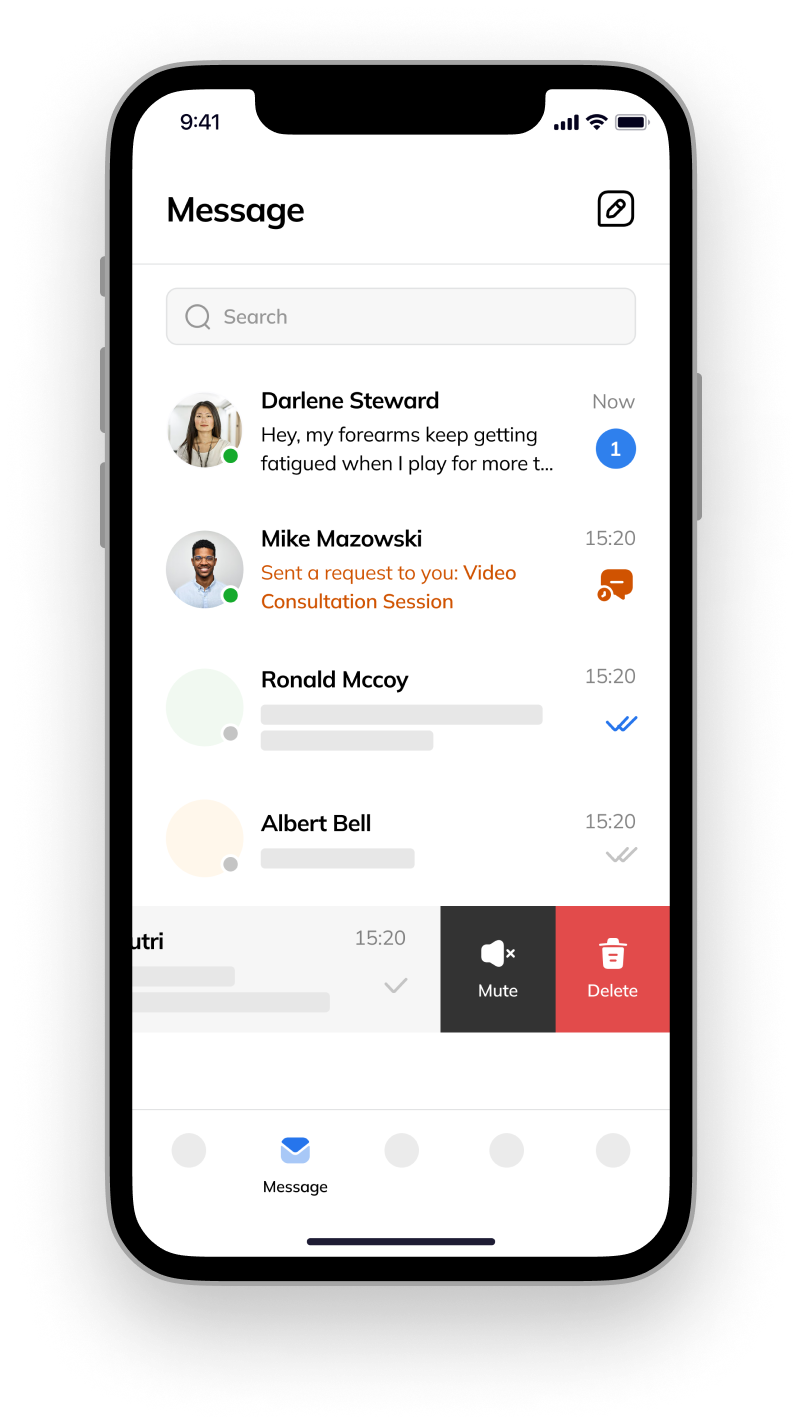 9:41
Message
Search
Darlene Steward
Now
Hey, my forearms keep getting
fatigued when I play for more t...
1
Mike Mazowski
15:20
Sent a request to you: Video
Consultation Session
Ronald Mccoy
15:20
Albert Bell
15:20
utri
15:20
Mute
Delete
Message